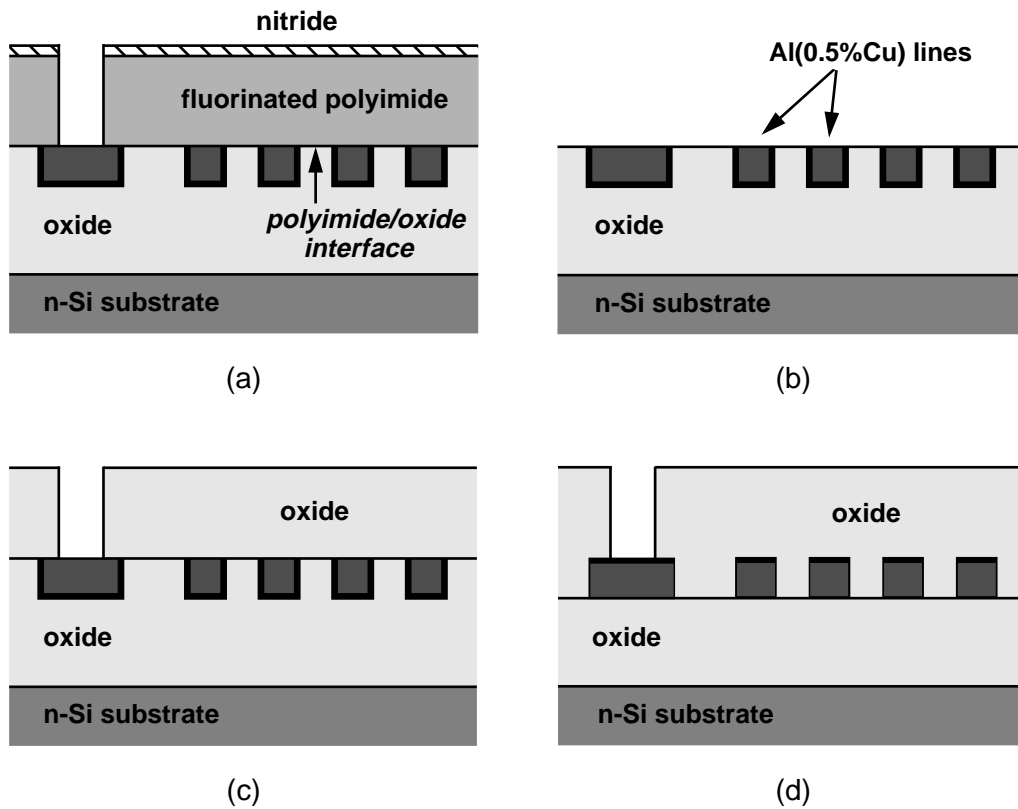 nitride
fluorinated polyimide
oxide
polyimide/oxide
interface
n-Si substrate
(a)
Al(0.5%Cu) lines
oxide
n-Si substrate
(b)
oxide
oxide
n-Si substrate
(c)
oxide
oxide
n-Si substrate
(d)